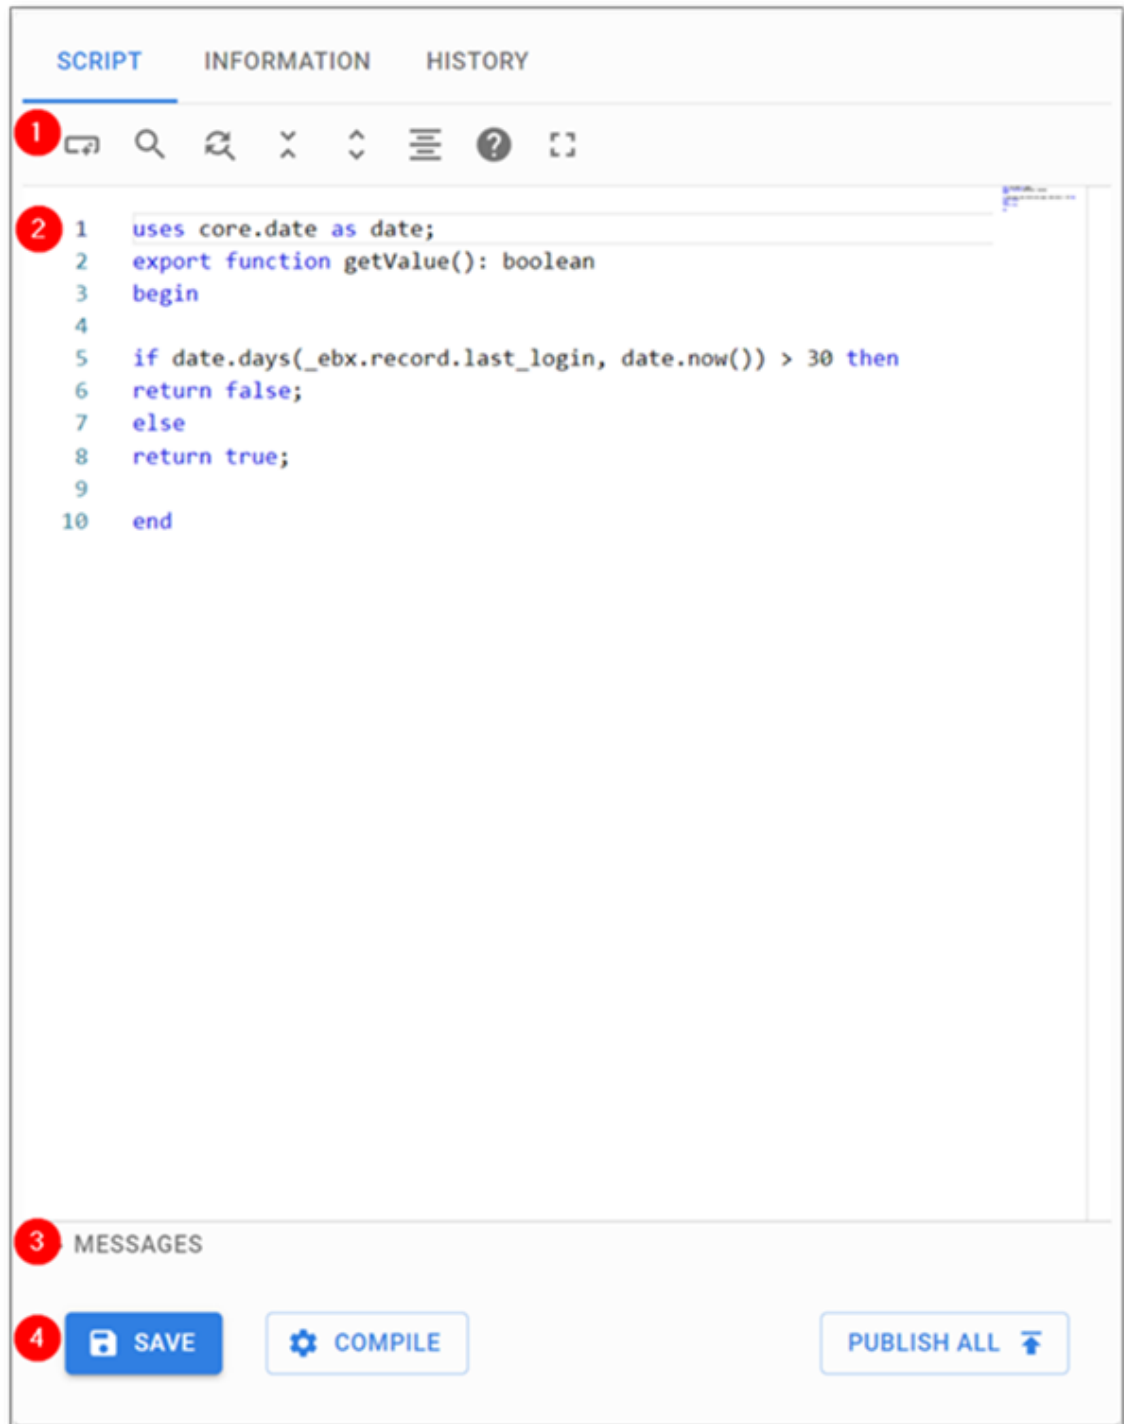 SCRIPT INFORMATION HISTORY
1
2
1 uses core.date as date;
2 export function getValue(): boolean
3 begin
4
5 if date.days(_ebx.record.last_login, date.now()) > 30 then
6 return false;
7 else
8 return true;
9
10 end
3 MESSAGES
4 SAVE COMPILE PUBLISH ALL